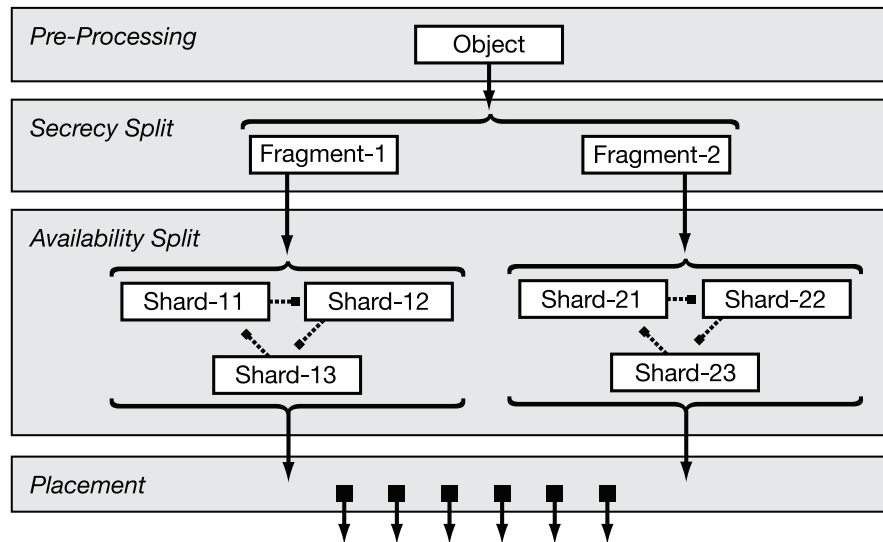 Pre-Processing
Object
Secrecy Split
Fragment-1
Fragment-2
Availability Split
Shard-11
Shard-12
Shard-21
Shard-22
Shard-13
Shard-23
Placement